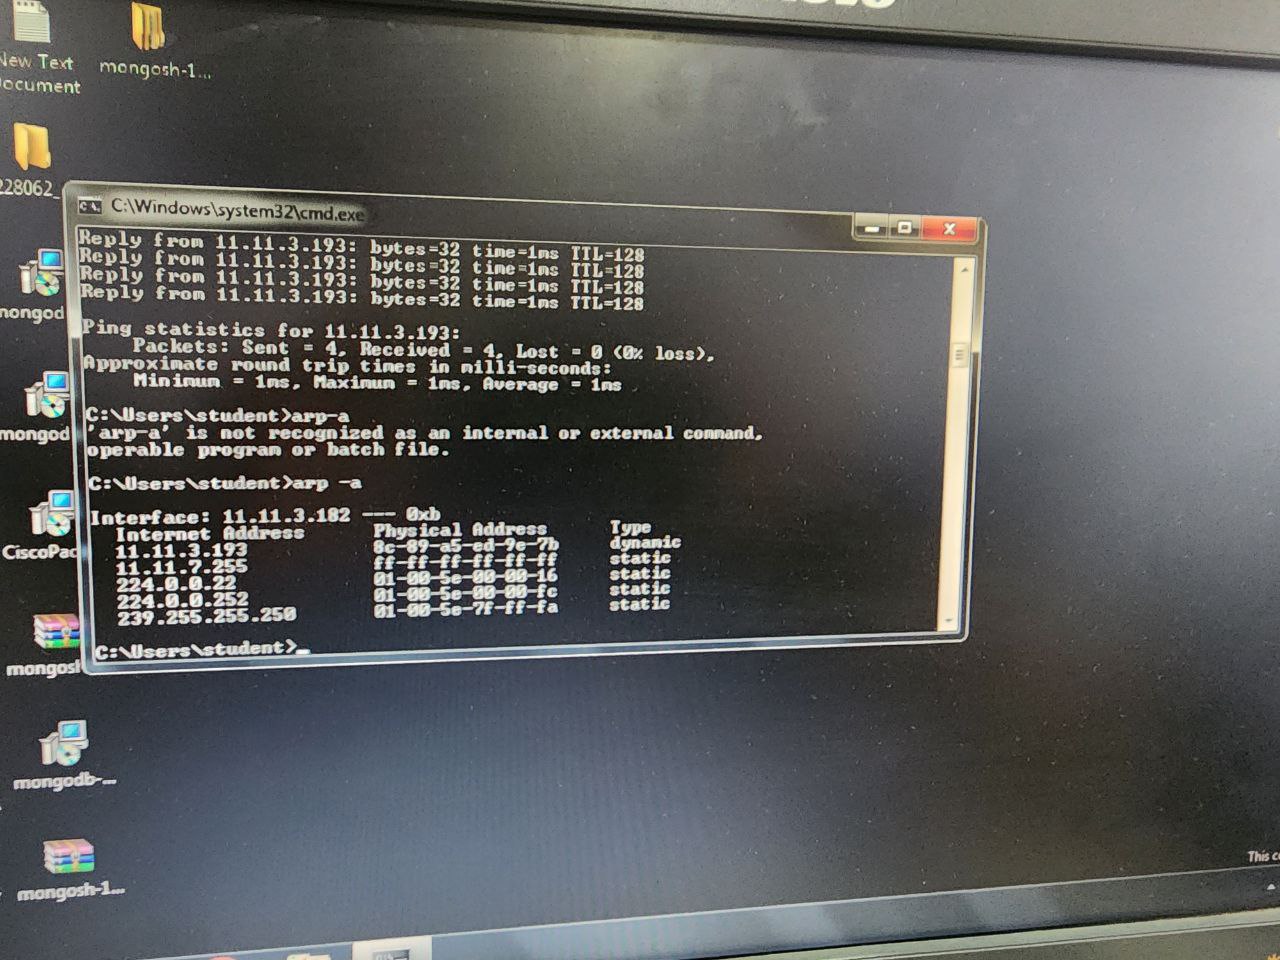 New Text
Document
mongosh-1...
228062_
mongod
mongod
CiscoPac
mongosh
mongodb-...
mongosh-1...
C:\Windows\system32\cmd.exe
Reply from 11.11.3.193: bytes=32 time=1ms TTL=128
Reply from 11.11.3.193: bytes=32 time=1ms TTL=128
Reply from 11.11.3.193: bytes=32 time=1ms TTL=128
Reply from 11.11.3.193: bytes=32 time=1ms TTL=128
Ping statistics for 11.11.3.193:
Packets: Sent = 4, Received = 4, Lost = 0 (0% loss),
Approximate round trip times in milli-seconds:
Minimum = 1ms, Maximum = 1ms, Average = 1ms
C:\Users\student>arp-a
'arp-a' is not recognized as an internal or external command,
operable program or batch file.
C:\Users\student>arp -a
Interface: 11.11.3.182 --- 0xb
Internet Address Physical Address Type
11.11.3.193 8c-89-a5-ed-9e-7b dynamic
11.11.7.255 ff-ff-ff-ff-ff-ff static
224.0.0.22 01-00-5e-00-00-16 static
224.0.0.252 01-00-5e-00-00-fc static
239.255.255.250 01-00-5e-7f-ff-fa static
C:\Users\student>_
This co